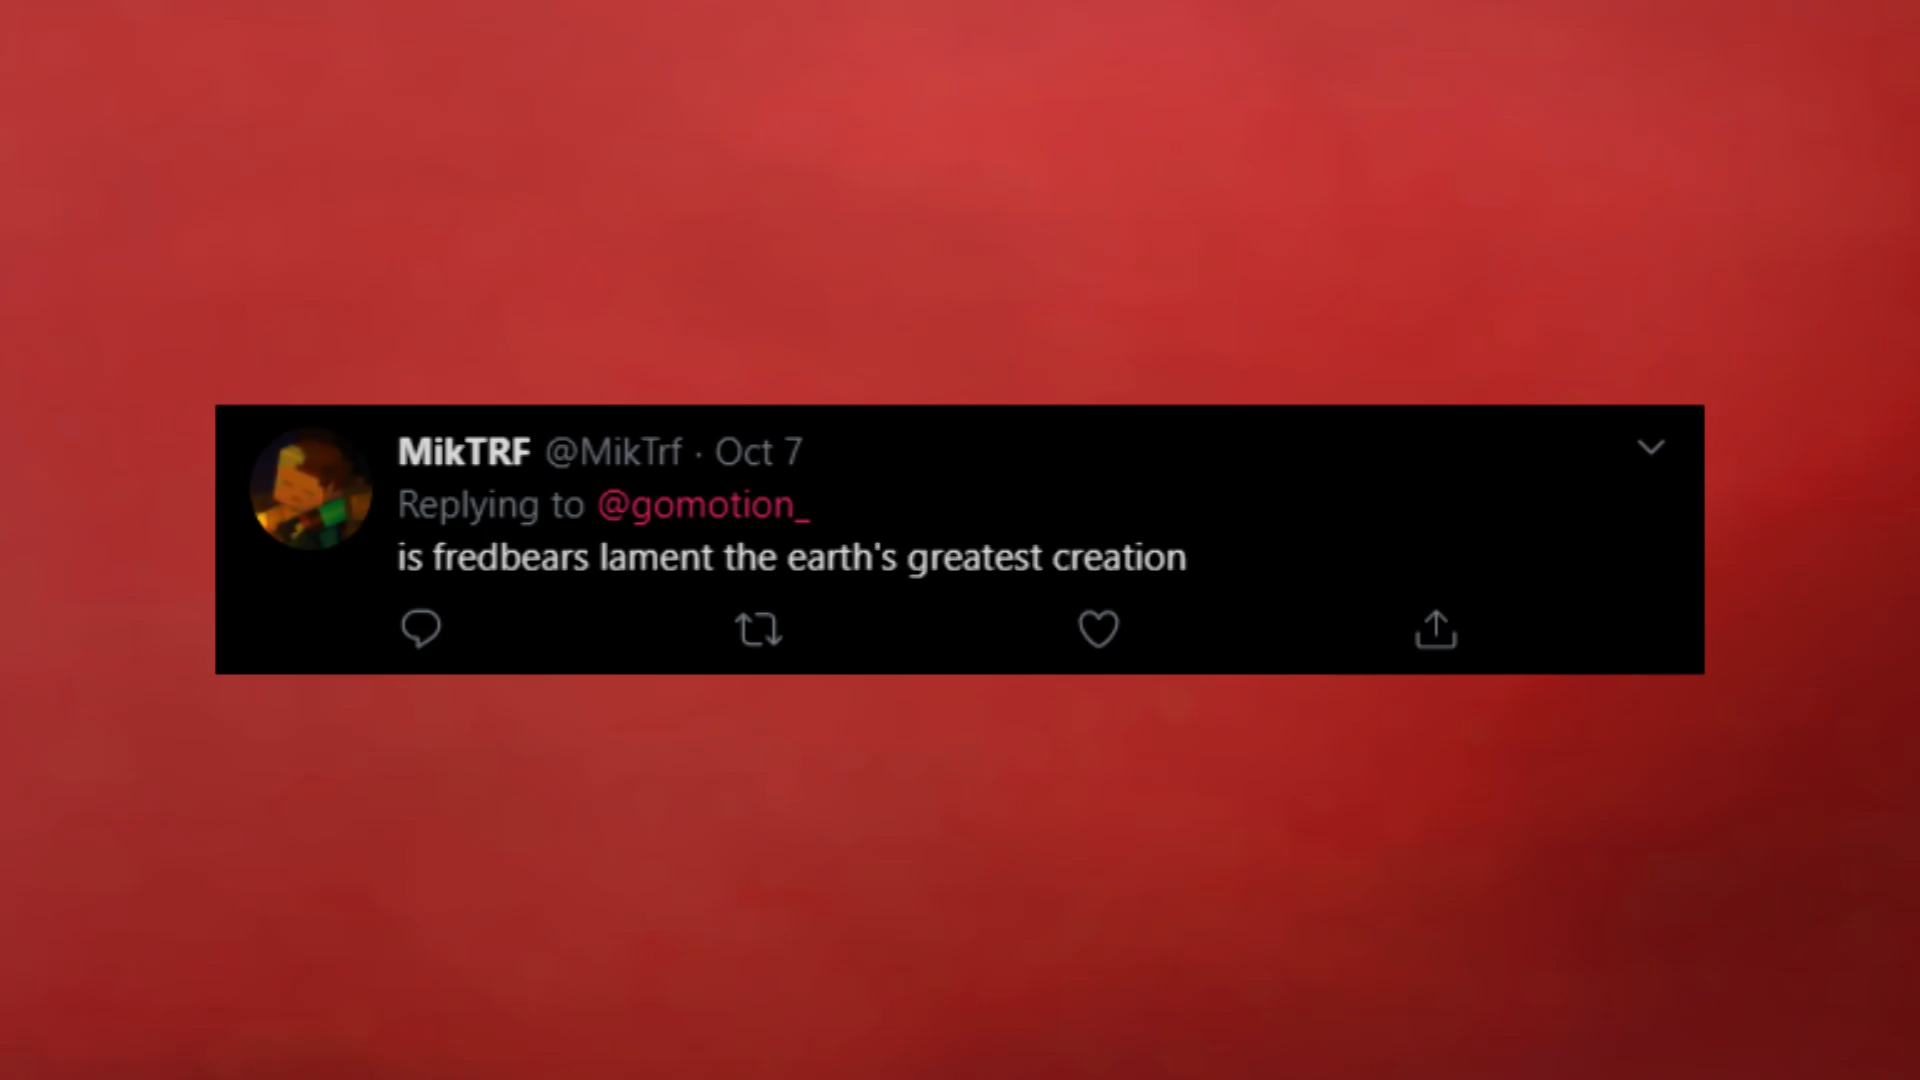 MikTRF @MikTrf · Oct 7
Replying to @gomotion_
is fredbears lament the earth's greatest creation